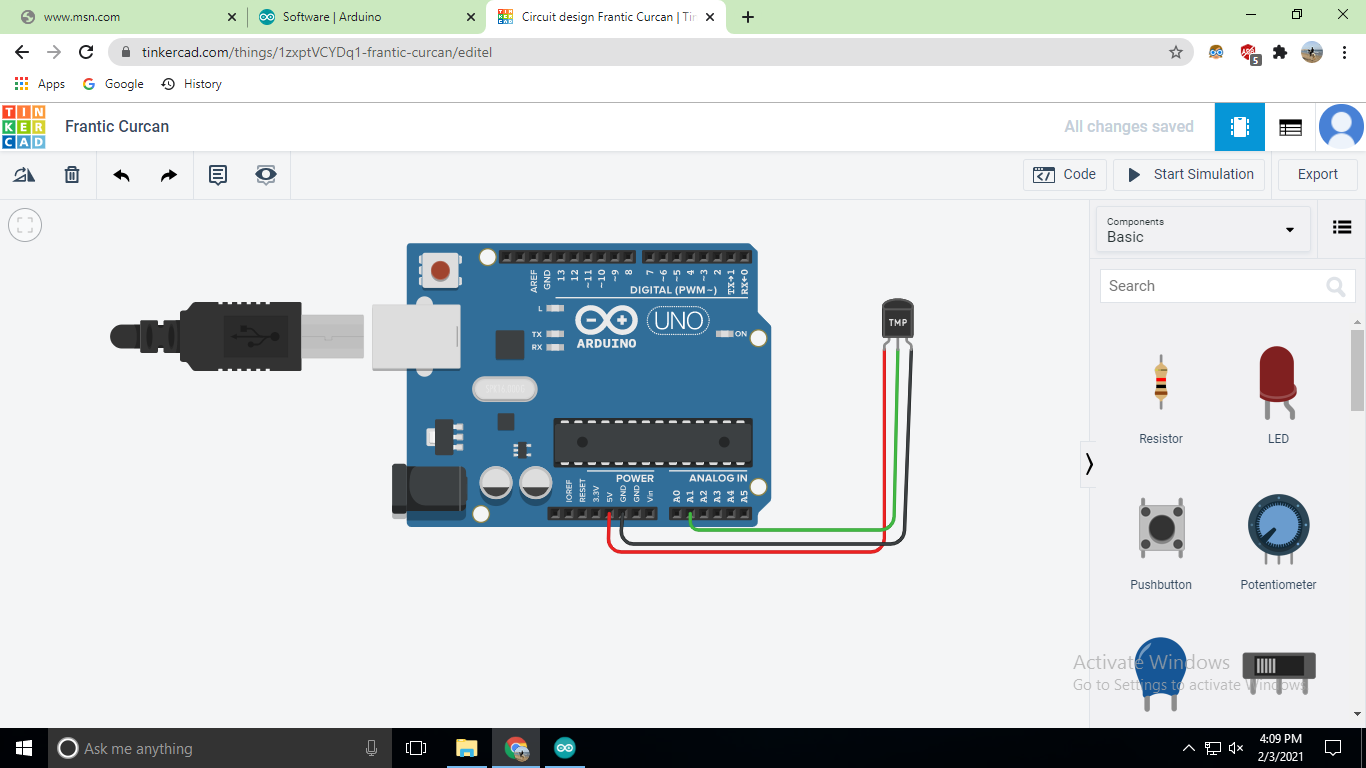 www.msn.com
Software | Arduino
Circuit design Frantic Curcan | Tin
tinkercad.com/things/1zxptVCYDq1-frantic-curcan/editel
5
Apps
Google
History
TIN
KER
CAD
Frantic Curcan
All changes saved
Code
Start Simulation
Export
Components
Basic
Search
Resistor
LED
Pushbutton
Potentiometer
AREF
GND
13
12
~11
~10
~9
8
7
~6
~5
4
~3
2
TX→1
RX←0
DIGITAL (PWM~)
L
TX
RX
UNO
ARDUINO
ON
TMP
POWER
ANALOG IN
IOREF
RESET
3.3V
5V
GND
GND
Vin
A0
A1
A2
A3
A4
A5
Activate Windows
Go to Settings to activate Windows.
Ask me anything
4:09 PM
2/3/2021